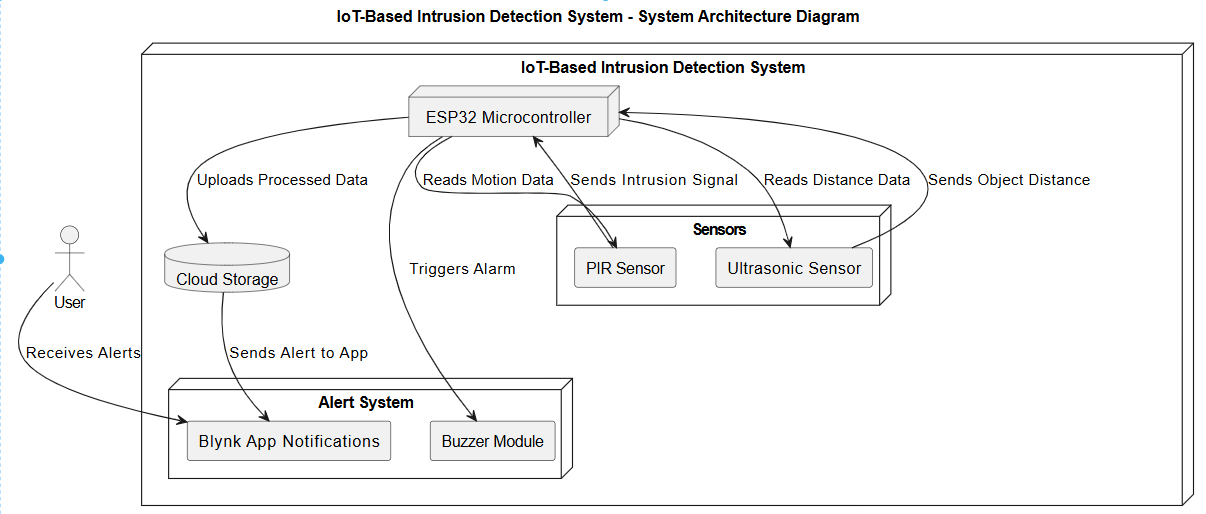 IoT-Based Intrusion Detection System - System Architecture Diagram
IoT-Based Intrusion Detection System
ESP32 Microcontroller
Uploads Processed Data
Reads Motion Data
Sends Intrusion Signal
Reads Distance Data
Sends Object Distance
Sensors
PIR Sensor
Ultrasonic Sensor
Triggers Alarm
Cloud Storage
User
Receives Alerts
Sends Alert to App
Alert System
Blynk App Notifications
Buzzer Module